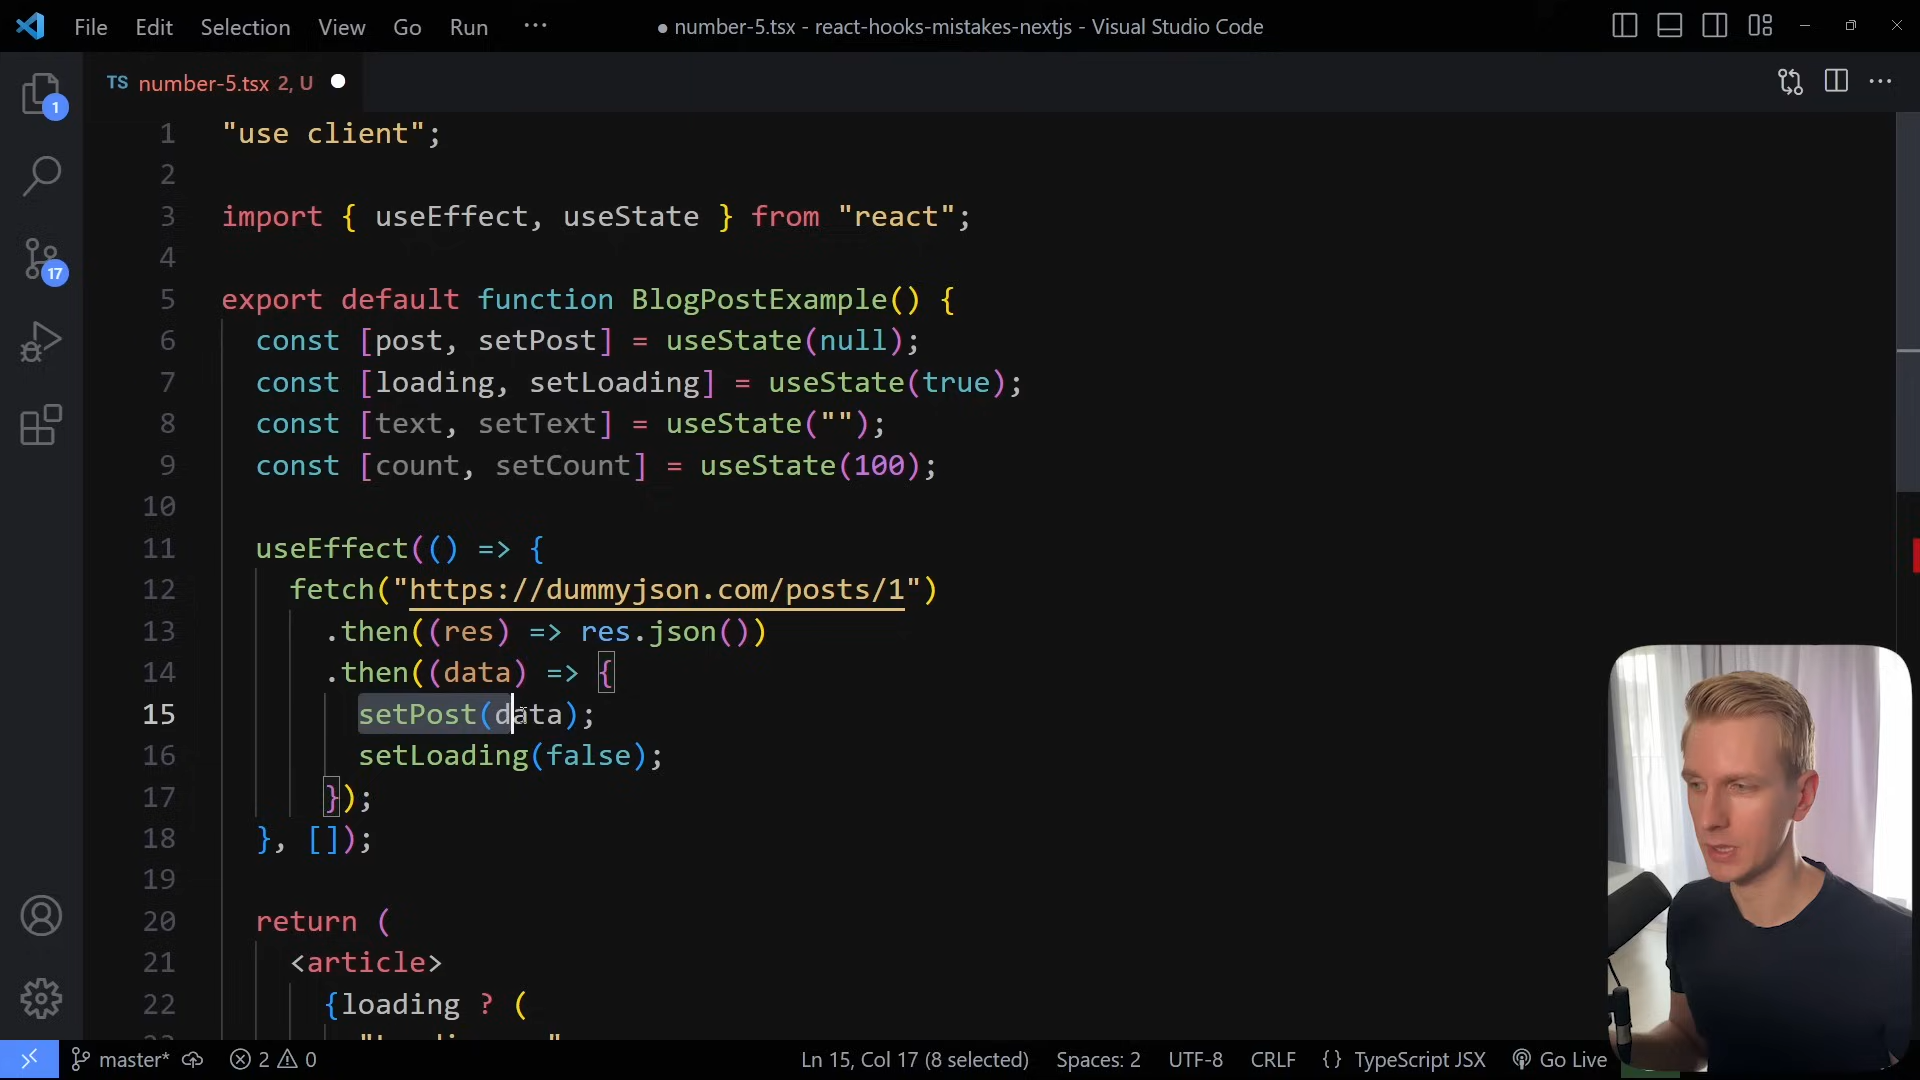 File Edit Selection View Go Run ··· ● number-5.tsx - react-hooks-mistakes-nextjs - Visual Studio Code
TS number-5.tsx 2, U
1
17
1 "use client";
2
3 import { useEffect, useState } from "react";
4
5 export default function BlogPostExample() {
6 const [post, setPost] = useState(null);
7 const [loading, setLoading] = useState(true);
8 const [text, setText] = useState("");
9 const [count, setCount] = useState(100);
10
11 useEffect(() => {
12 fetch("https://dummyjson.com/posts/1")
13 .then((res) => res.json())
14 .then((data) => {
15 setPost(data);
16 setLoading(false);
17 });
18 }, []);
19
20 return (
21 <article>
22 {loading ? (
master* 2 0 Ln 15, Col 17 (8 selected) Spaces: 2 UTF-8 CRLF {} TypeScript JSX Go Live